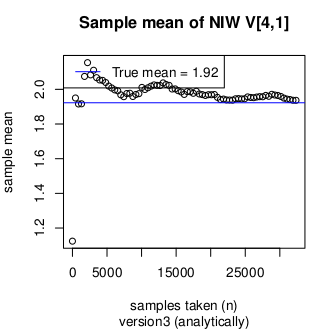 Sample mean of NIW V[4,1]
True mean = 1.92
sample mean
2.0
1.8
1.6
1.4
1.2
0 5000 15000 25000
samples taken (n)
version3 (analytically)